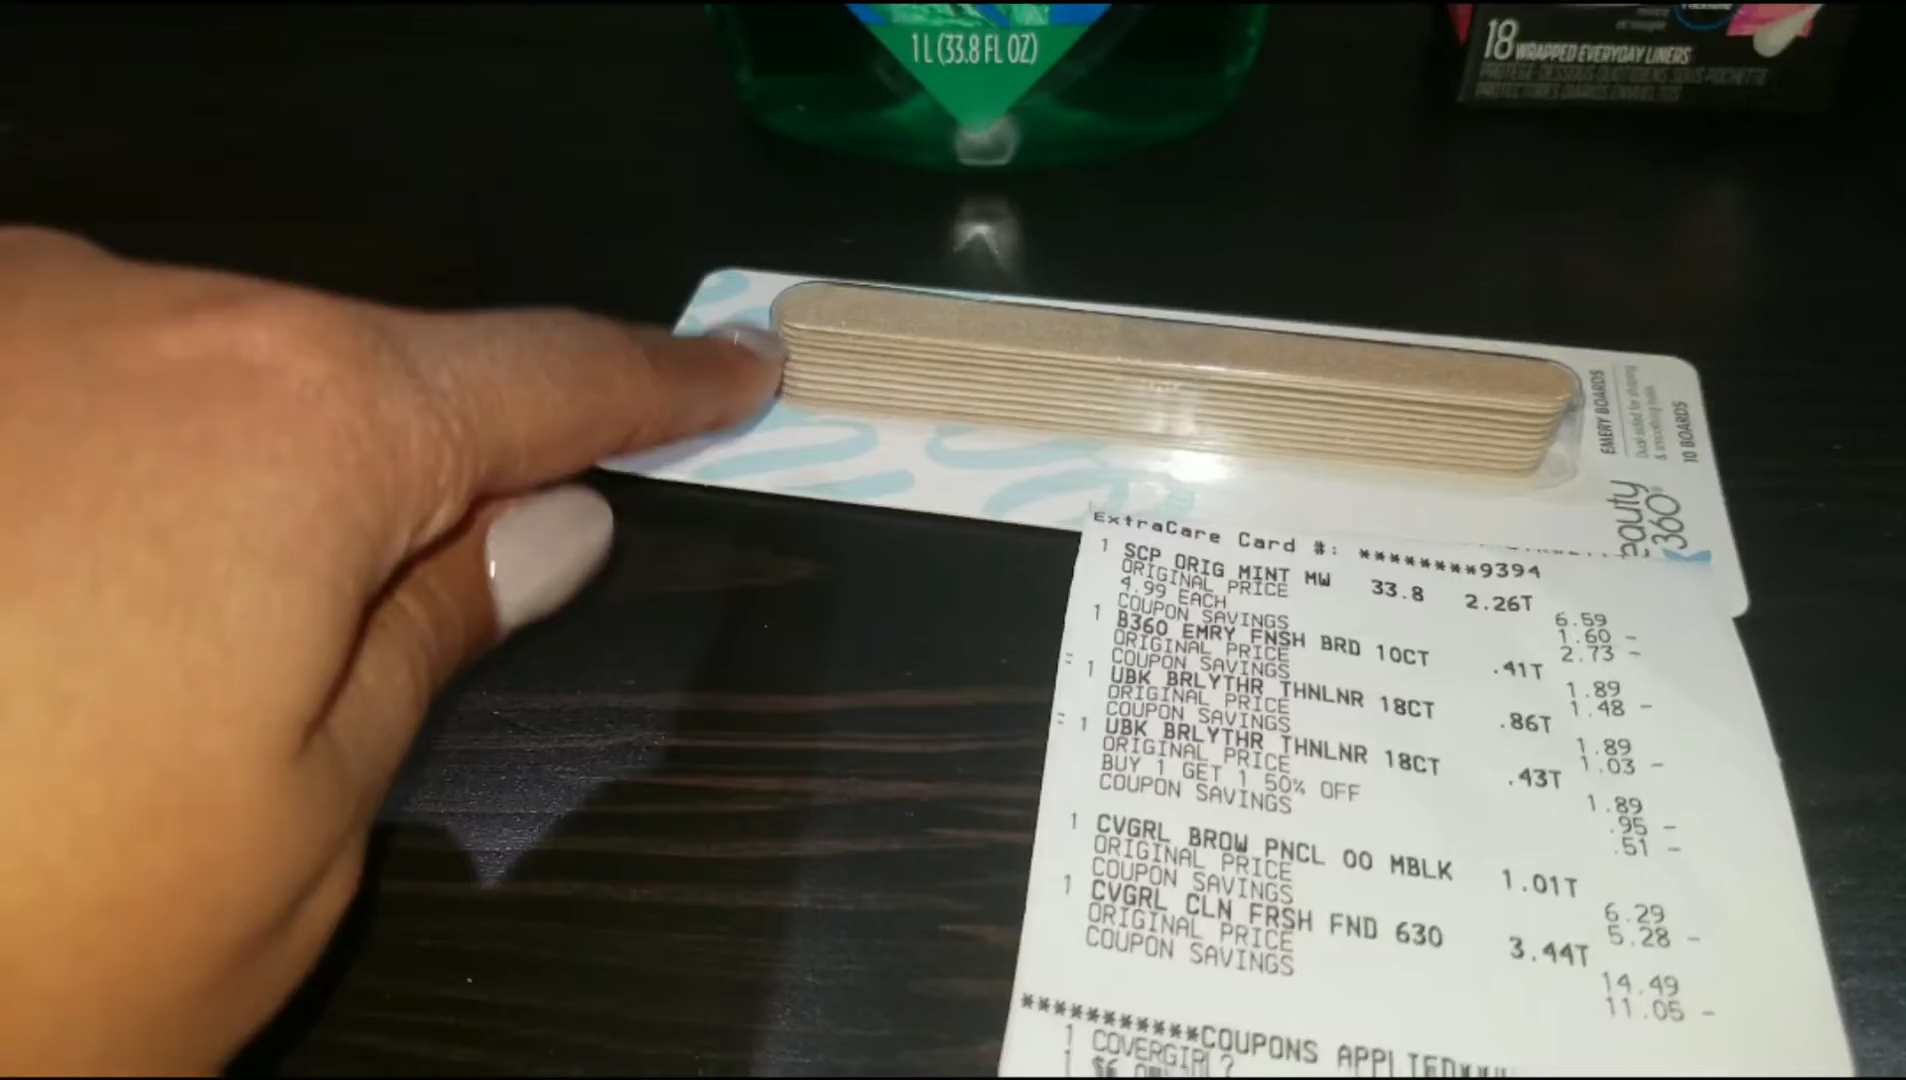 1 L (33.8 FL OZ)
18 WRAPPED EVERYDAY LINERS
EMERY BOARDS
Dual-sided for shaping
10 BOARDS
360
ExtraCare Card #: ********9394
1 SCP ORIG MINT MW 33.8 2.26T
ORIGINAL PRICE 6.59
4.99 EACH 1.60 -
COUPON SAVINGS 2.73 -
1 B360 EMRY FNSH BRD 10CT .41T
ORIGINAL PRICE 1.89
COUPON SAVINGS 1.48 -
= 1 UBK BRLYTHR THNLNR 18CT .86T
ORIGINAL PRICE 1.89
COUPON SAVINGS 1.03 -
= 1 UBK BRLYTHR THNLNR 18CT .43T
ORIGINAL PRICE 1.89
BUY 1 GET 1 50% OFF .95 -
COUPON SAVINGS .51 -
1 CVGRL BROW PNCL 00 MBLK 1.01T
ORIGINAL PRICE 6.29
COUPON SAVINGS 5.28 -
1 CVGRL CLN FRSH FND 630 3.44T
ORIGINAL PRICE 14.49
COUPON SAVINGS 11.05 -
***********COUPONS APPLIED
1 COVERGIRL?
1